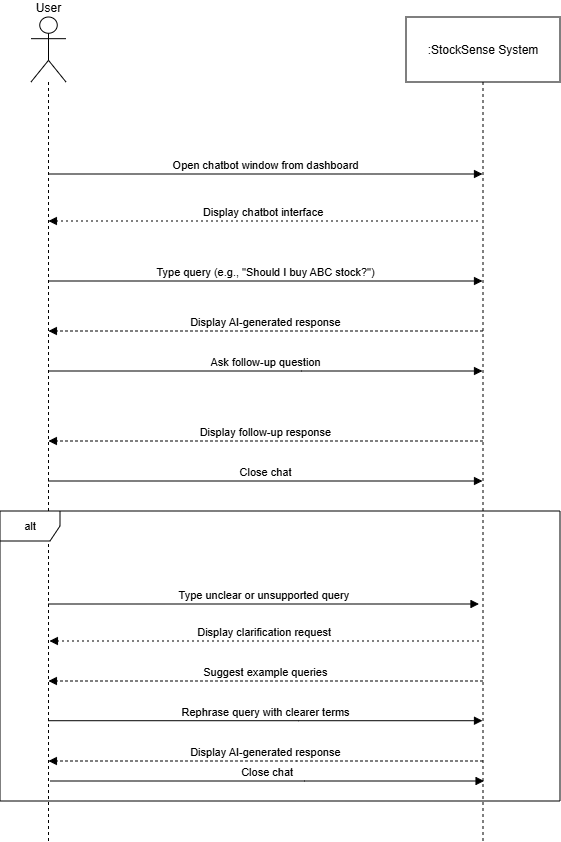 User
:StockSense System
Open chatbot window from dashboard
Display chatbot interface
Type query (e.g., "Should I buy ABC stock?")
Display AI-generated response
Ask follow-up question
Display follow-up response
Close chat
alt
Type unclear or unsupported query
Display clarification request
Suggest example queries
Rephrase query with clearer terms
Display AI-generated response
Close chat